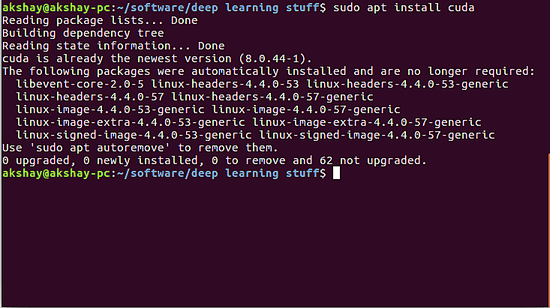 akshay@akshay-pc:~/software/deep learning stuff$ sudo apt install cuda
Reading package lists... Done
Building dependency tree
Reading state information... Done
cuda is already the newest version (8.0.44-1).
The following packages were automatically installed and are no longer required:
  libevent-core-2.0-5 linux-headers-4.4.0-53 linux-headers-4.4.0-53-generic
  linux-headers-4.4.0-57 linux-headers-4.4.0-57-generic
  linux-image-4.4.0-53-generic linux-image-4.4.0-57-generic
  linux-image-extra-4.4.0-53-generic linux-image-extra-4.4.0-57-generic
  linux-signed-image-4.4.0-53-generic linux-signed-image-4.4.0-57-generic
Use 'sudo apt autoremove' to remove them.
0 upgraded, 0 newly installed, 0 to remove and 62 not upgraded.
akshay@akshay-pc:~/software/deep learning stuff$